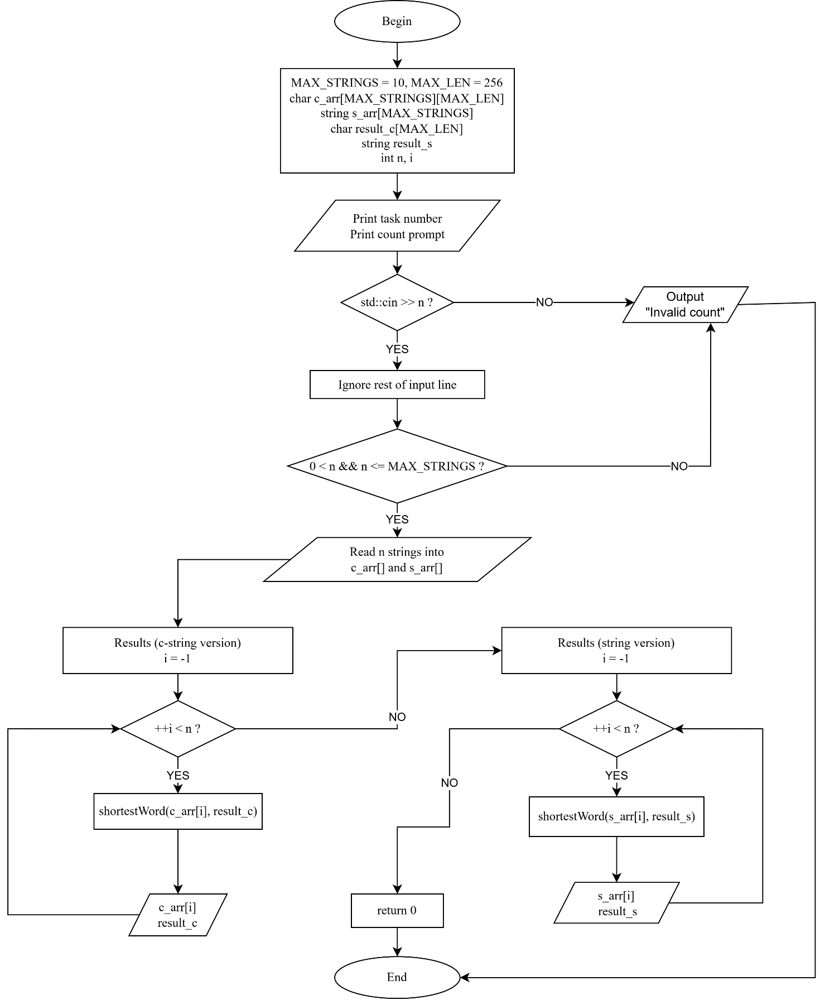 Begin
MAX_STRINGS = 10, MAX_LEN = 256
char c_arr[MAX_STRINGS][MAX_LEN]
string s_arr[MAX_STRINGS]
char result_c[MAX_LEN]
string result_s
int n, i
Print task number
Print count prompt
std::cin >> n ?
NO
Output
"Invalid count"
YES
Ignore rest of input line
0 < n && n <= MAX_STRINGS ?
NO
YES
Read n strings into
c_arr[] and s_arr[]
Results (c-string version)
i = -1
++i < n ?
NO
YES
shortestWord(c_arr[i], result_c)
c_arr[i]
result_c
Results (string version)
i = -1
++i < n ?
NO
YES
shortestWord(s_arr[i], result_s)
s_arr[i]
result_s
return 0
End